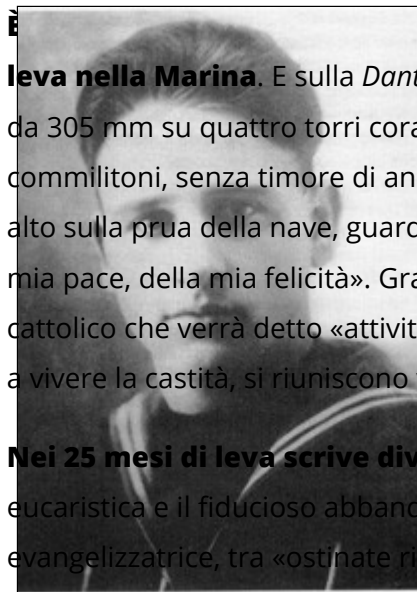 È
leva nella Marina. E sulla Dant
da 305 mm su quattro torri cora
commilitoni, senza timore di an
alto sulla prua della nave, guard
mia pace, della mia felicità». Gra
cattolico che verrà detto «attivit
a vivere la castità, si riuniscono
Nei 25 mesi di leva scrive div
eucaristica e il fiducioso abband
evangelizzatrice, tra «ostinate ri